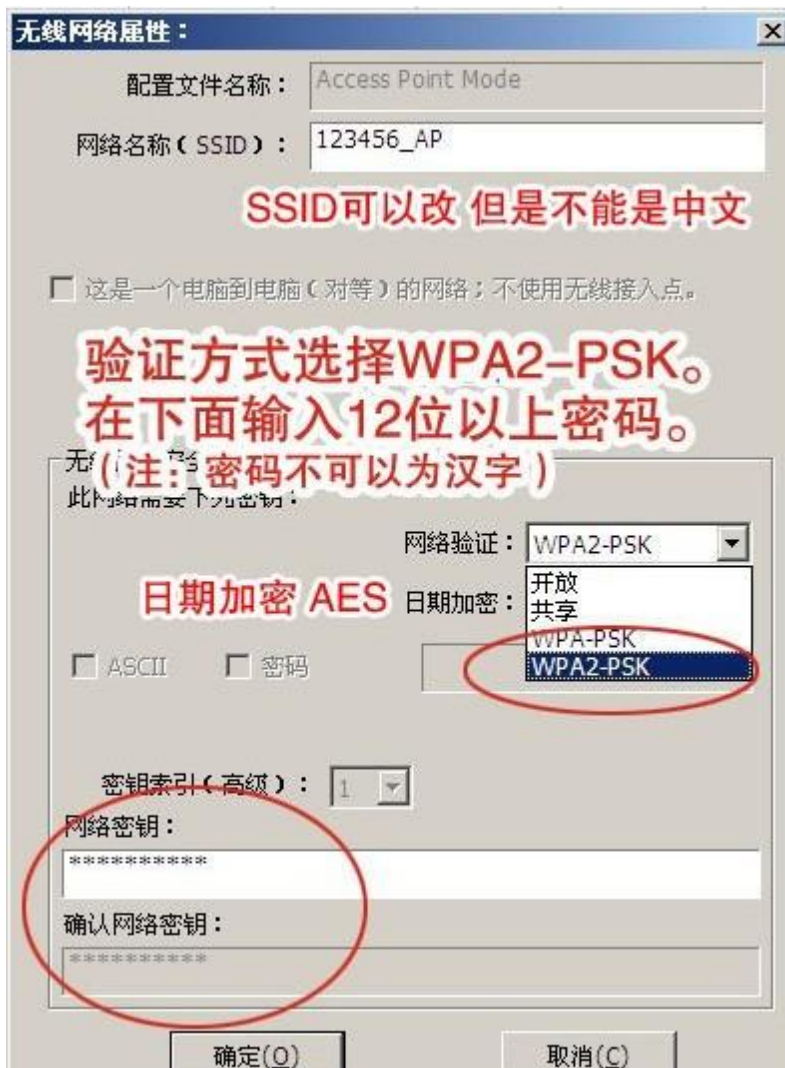 无线网络属性：
配置文件名称： Access Point Mode
网络名称(SSID)： 123456_AP
SSID可以改 但是不能是中文
这是一个电脑到电脑(对等)的网络；不使用无线接入点。
验证方式选择WPA2-PSK。
在下面输入12位以上密码。
(注：密码不可以为汉字)
此网络需要下列密钥：
网络验证： WPA2-PSK
日期加密 AES 日期加密：
开放
共享
WPA-PSK
WPA2-PSK
ASCII 密码
密钥索引(高级)： 1
网络密钥：
**********
确认网络密钥：
**********
确定(O) 取消(C)